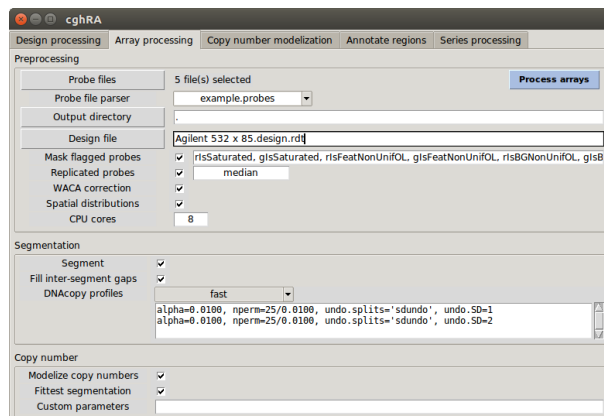 cghRA
Design processing Array processing Copy number modelization Annotate regions Series processing
Preprocessing
Probe files 5 file(s) selected Process arrays
Probe file parser example.probes
Output directory .
Design file Agilent 532 x 85.design.rdt
Mask flagged probes rIsSaturated, gIsSaturated, rIsFeatNonUnifOL, gIsFeatNonUnifOL, rIsBGNonUnifOL, gIsB
Replicated probes median
WACA correction
Spatial distributions
CPU cores 8
Segmentation
Segment
Fill inter-segment gaps
DNAcopy profiles fast
alpha=0.0100, nperm=25/0.0100, undo.splits='sdundo', undo.SD=1
alpha=0.0100, nperm=25/0.0100, undo.splits='sdundo', undo.SD=2
Copy number
Modelize copy numbers
Fittest segmentation
Custom parameters